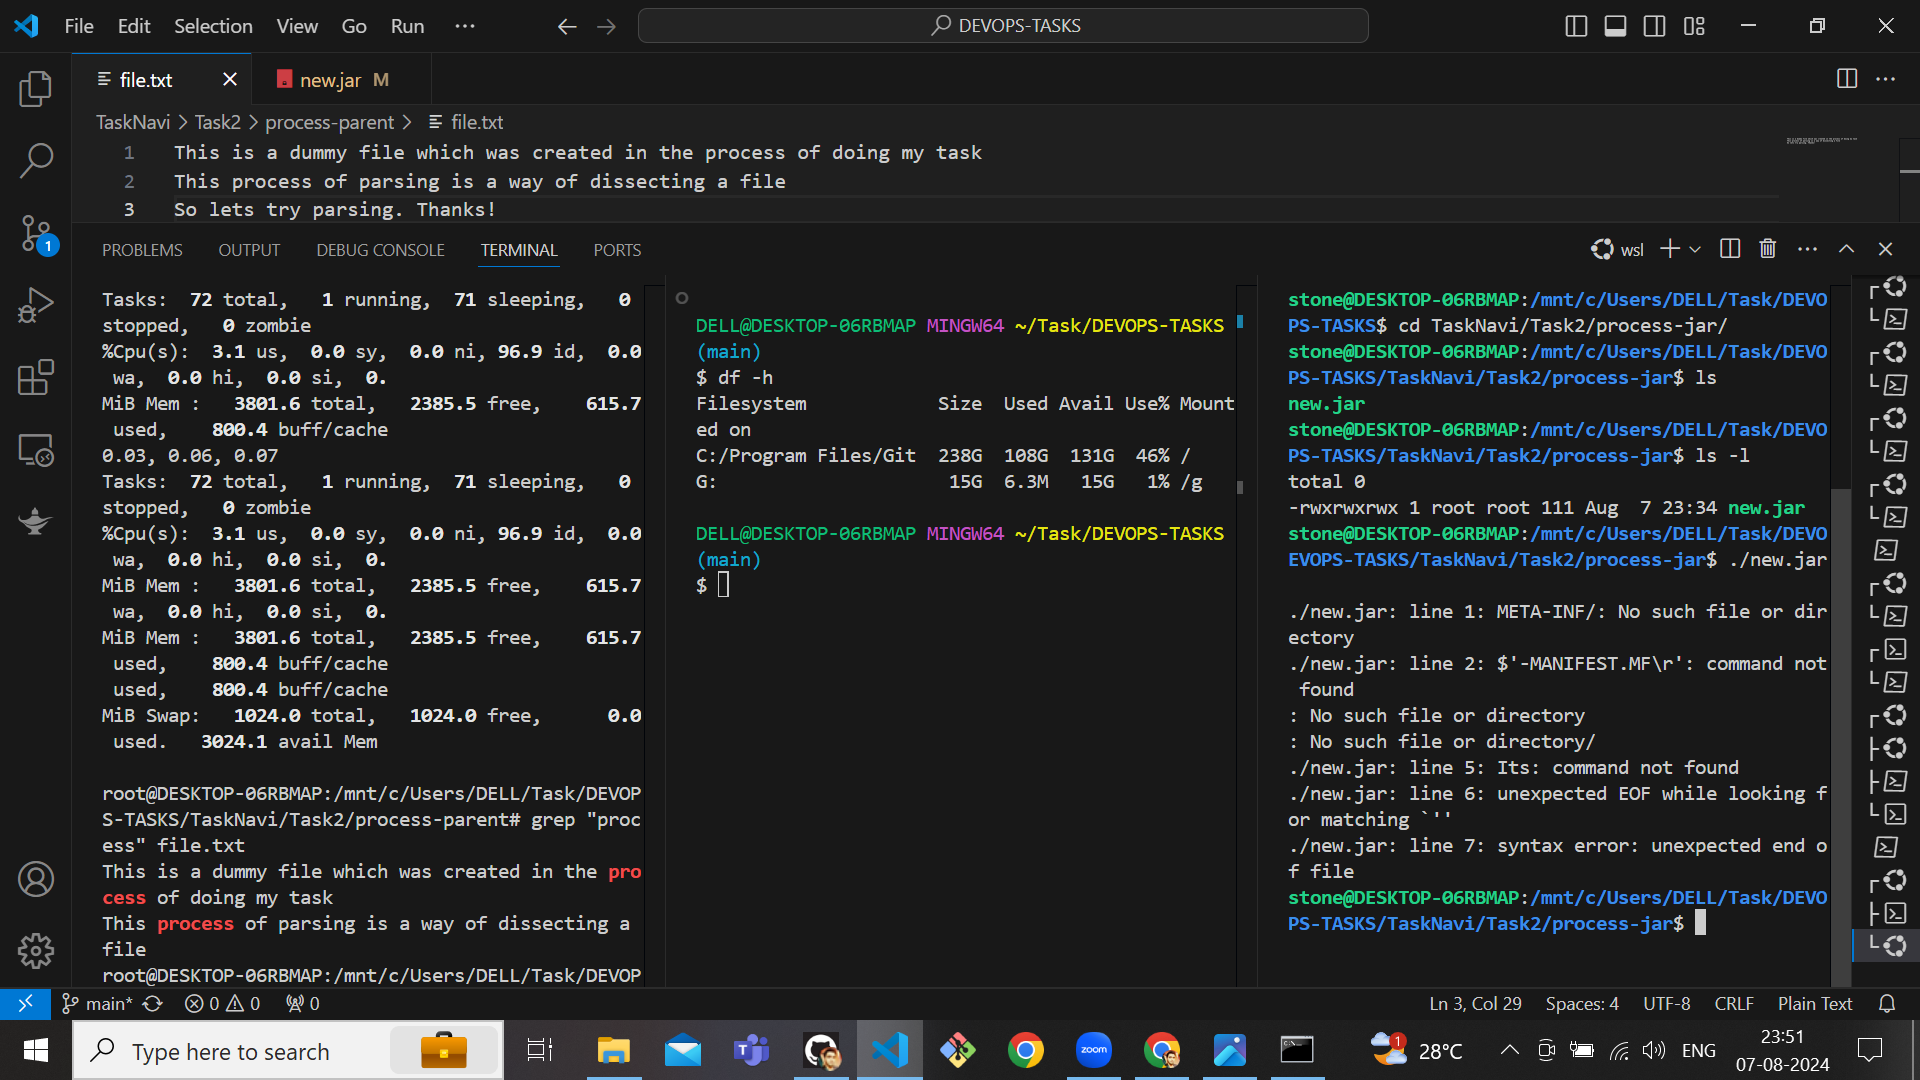 File Edit Selection View Go Run ···
DEVOPS-TASKS
file.txt
new.jar M
TaskNavi > Task2 > process-parent > file.txt
1 This is a dummy file which was created in the process of doing my task
2 This process of parsing is a way of dissecting a file
3 So lets try parsing. Thanks!
1
PROBLEMS OUTPUT DEBUG CONSOLE TERMINAL PORTS
wsl
Tasks: 72 total, 1 running, 71 sleeping, 0
stopped, 0 zombie
%Cpu(s): 3.1 us, 0.0 sy, 0.0 ni, 96.9 id, 0.0
wa, 0.0 hi, 0.0 si, 0.
MiB Mem : 3801.6 total, 2385.5 free, 615.7
used, 800.4 buff/cache
0.03, 0.06, 0.07
Tasks: 72 total, 1 running, 71 sleeping, 0
stopped, 0 zombie
%Cpu(s): 3.1 us, 0.0 sy, 0.0 ni, 96.9 id, 0.0
wa, 0.0 hi, 0.0 si, 0.
MiB Mem : 3801.6 total, 2385.5 free, 615.7
wa, 0.0 hi, 0.0 si, 0.
MiB Mem : 3801.6 total, 2385.5 free, 615.7
used, 800.4 buff/cache
used, 800.4 buff/cache
MiB Swap: 1024.0 total, 1024.0 free, 0.0
used. 3024.1 avail Mem
root@DESKTOP-06RBMAP:/mnt/c/Users/DELL/Task/DEVOP
S-TASKS/TaskNavi/Task2/process-parent# grep "proc
ess" file.txt
This is a dummy file which was created in the pro
cess of doing my task
This process of parsing is a way of dissecting a
file
root@DESKTOP-06RBMAP:/mnt/c/Users/DELL/Task/DEVOP
DELL@DESKTOP-06RBMAP MINGW64 ~/Task/DEVOPS-TASKS
(main)
$ df -h
Filesystem Size Used Avail Use% Mount
ed on
C:/Program Files/Git 238G 108G 131G 46% /
G: 15G 6.3M 15G 1% /g
DELL@DESKTOP-06RBMAP MINGW64 ~/Task/DEVOPS-TASKS
(main)
$
stone@DESKTOP-06RBMAP:/mnt/c/Users/DELL/Task/DEVO
PS-TASKS$ cd TaskNavi/Task2/process-jar/
stone@DESKTOP-06RBMAP:/mnt/c/Users/DELL/Task/DEVO
PS-TASKS/TaskNavi/Task2/process-jar$ ls
new.jar
stone@DESKTOP-06RBMAP:/mnt/c/Users/DELL/Task/DEVO
PS-TASKS/TaskNavi/Task2/process-jar$ ls -l
total 0
-rwxrwxrwx 1 root root 111 Aug 7 23:34 new.jar
stone@DESKTOP-06RBMAP:/mnt/c/Users/DELL/Task/DEVO
EVOPS-TASKS/TaskNavi/Task2/process-jar$ ./new.jar
./new.jar: line 1: META-INF/: No such file or dir
ectory
./new.jar: line 2: $'-MANIFEST.MF\r': command not
found
: No such file or directory
: No such file or directory/
./new.jar: line 5: Its: command not found
./new.jar: line 6: unexpected EOF while looking f
or matching `''
./new.jar: line 7: syntax error: unexpected end o
f file
stone@DESKTOP-06RBMAP:/mnt/c/Users/DELL/Task/DEVO
PS-TASKS/TaskNavi/Task2/process-jar$
main* 0 0 0
Ln 3, Col 29 Spaces: 4 UTF-8 CRLF Plain Text
Type here to search
zoom
1
28°C
ENG
23:51
07-08-2024